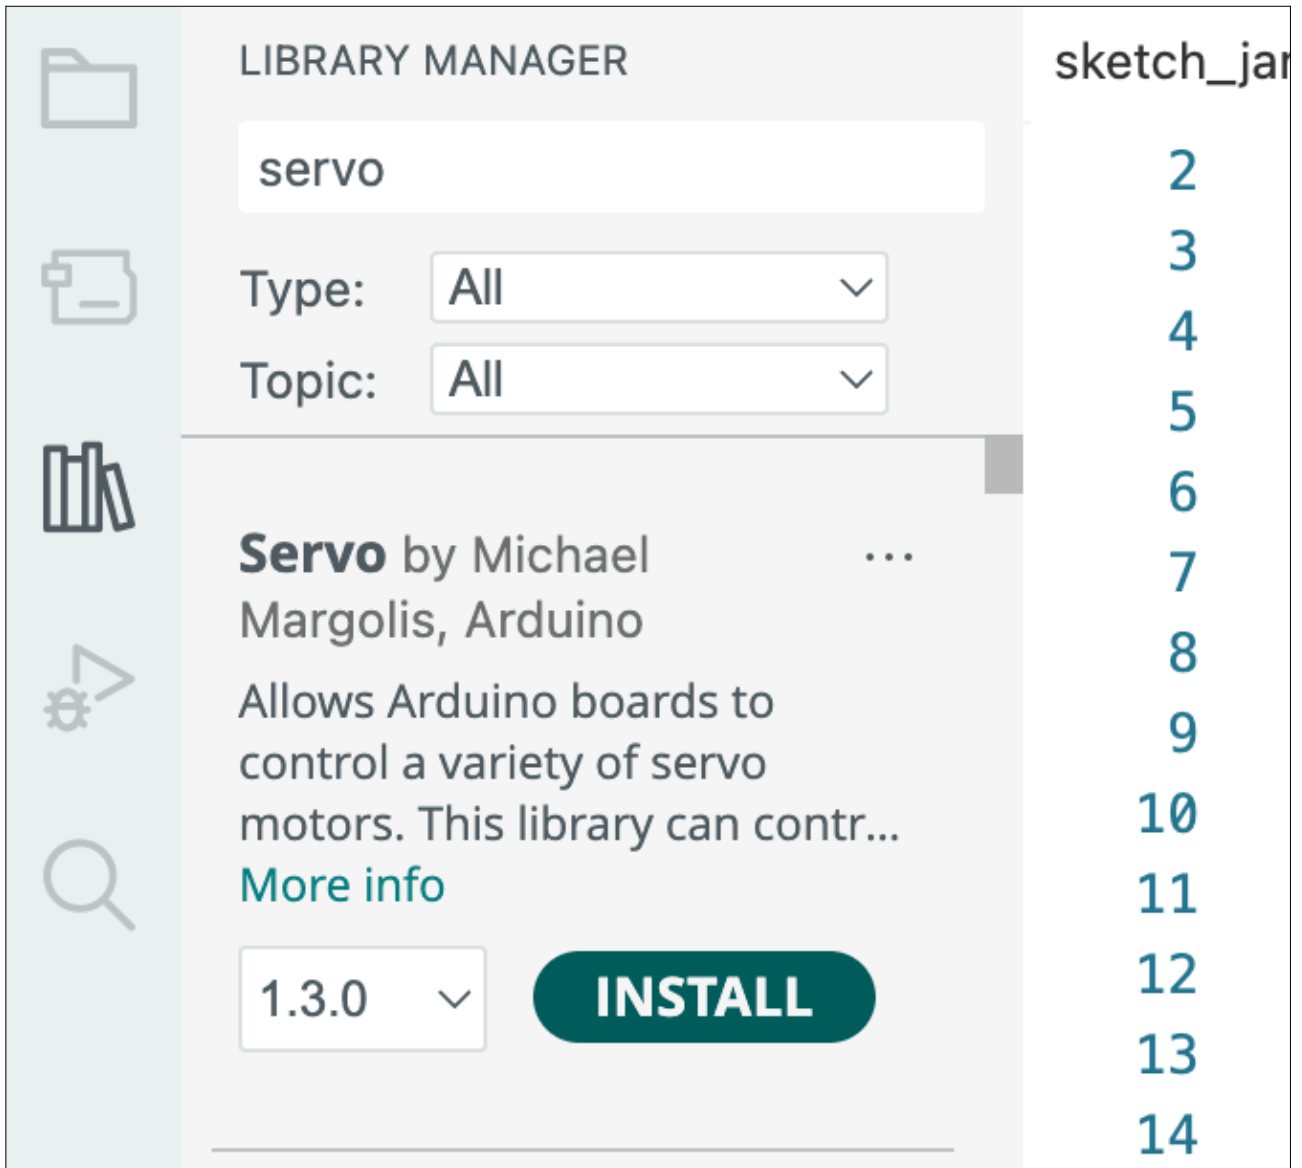 LIBRARY MANAGER
servo
Type: All
Topic: All
Servo by Michael
Margolis, Arduino
...
Allows Arduino boards to
control a variety of servo
motors. This library can contr...
More info
1.3.0
INSTALL
sketch_jar
2
3
4
5
6
7
8
9
10
11
12
13
14